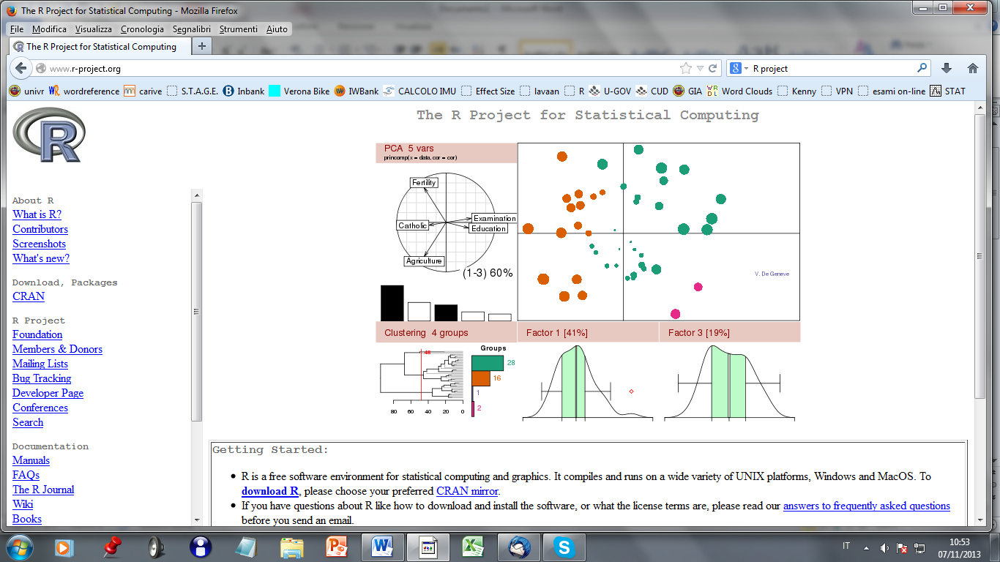 The R Project for Statistical Computing - Mozilla Firefox
File Modifica Visualizza Cronologia Segnalibri Strumenti Aiuto
The R Project for Statistical Computing
www.r-project.org
R project
univr wordreference carive S.T.A.G.E. Inbank Verona Bike IWBank CALCOLO IMU Effect Size lavaan R U-GOV CUD GIA Word Clouds Kenny VPN esami on-line STAT
R
About R
What is R?
Contributors
Screenshots
What's new?
Download, Packages
CRAN
R Project
Foundation
Members & Donors
Mailing Lists
Bug Tracking
Developer Page
Conferences
Search
Documentation
Manuals
FAQs
The R Journal
Wiki
Books
The R Project for Statistical Computing
PCA 5 vars
princomp(x = data, cor = cor)
Fertility
Catholic
Examination
Education
Agriculture
(1-3) 60%
V. De Geneve
Clustering 4 groups
Factor 1 [41%]
Factor 3 [19%]
48
80 60 40 20 0
Groups
28
16
1
2
Getting Started:
R is a free software environment for statistical computing and graphics. It compiles and runs on a wide variety of UNIX platforms, Windows and MacOS. To
download R, please choose your preferred CRAN mirror.
If you have questions about R like how to download and install the software, or what the license terms are, please read our answers to frequently asked questions
before you send an email.
IT
10:53
07/11/2013